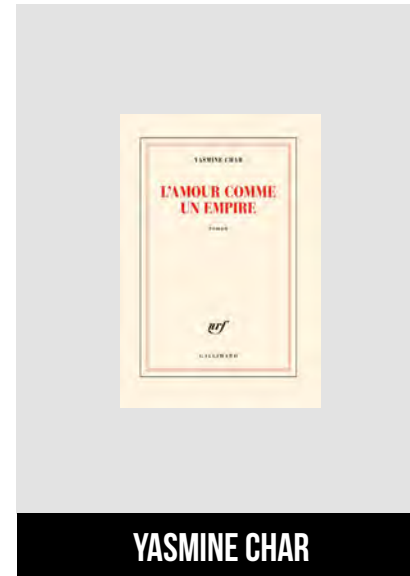 YASMINE CHAR
L'AMOUR COMME
UN EMPIRE
roman
nrf
GALLIMARD
YASMINE CHAR